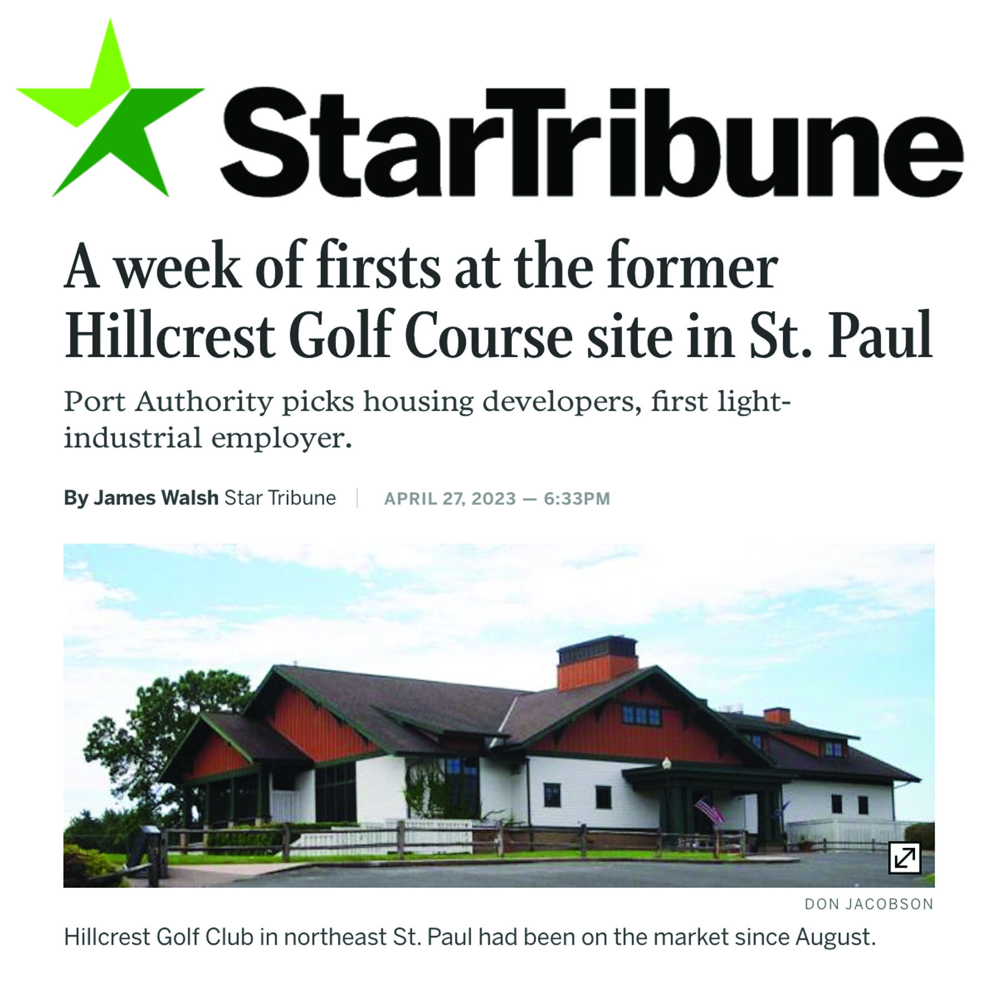 StarTribune
A week of firsts at the former
Hillcrest Golf Course site in St. Paul
Port Authority picks housing developers, first light-
industrial employer.
By James Walsh Star Tribune | APRIL 27, 2023 — 6:33PM
DON JACOBSON
Hillcrest Golf Club in northeast St. Paul had been on the market since August.